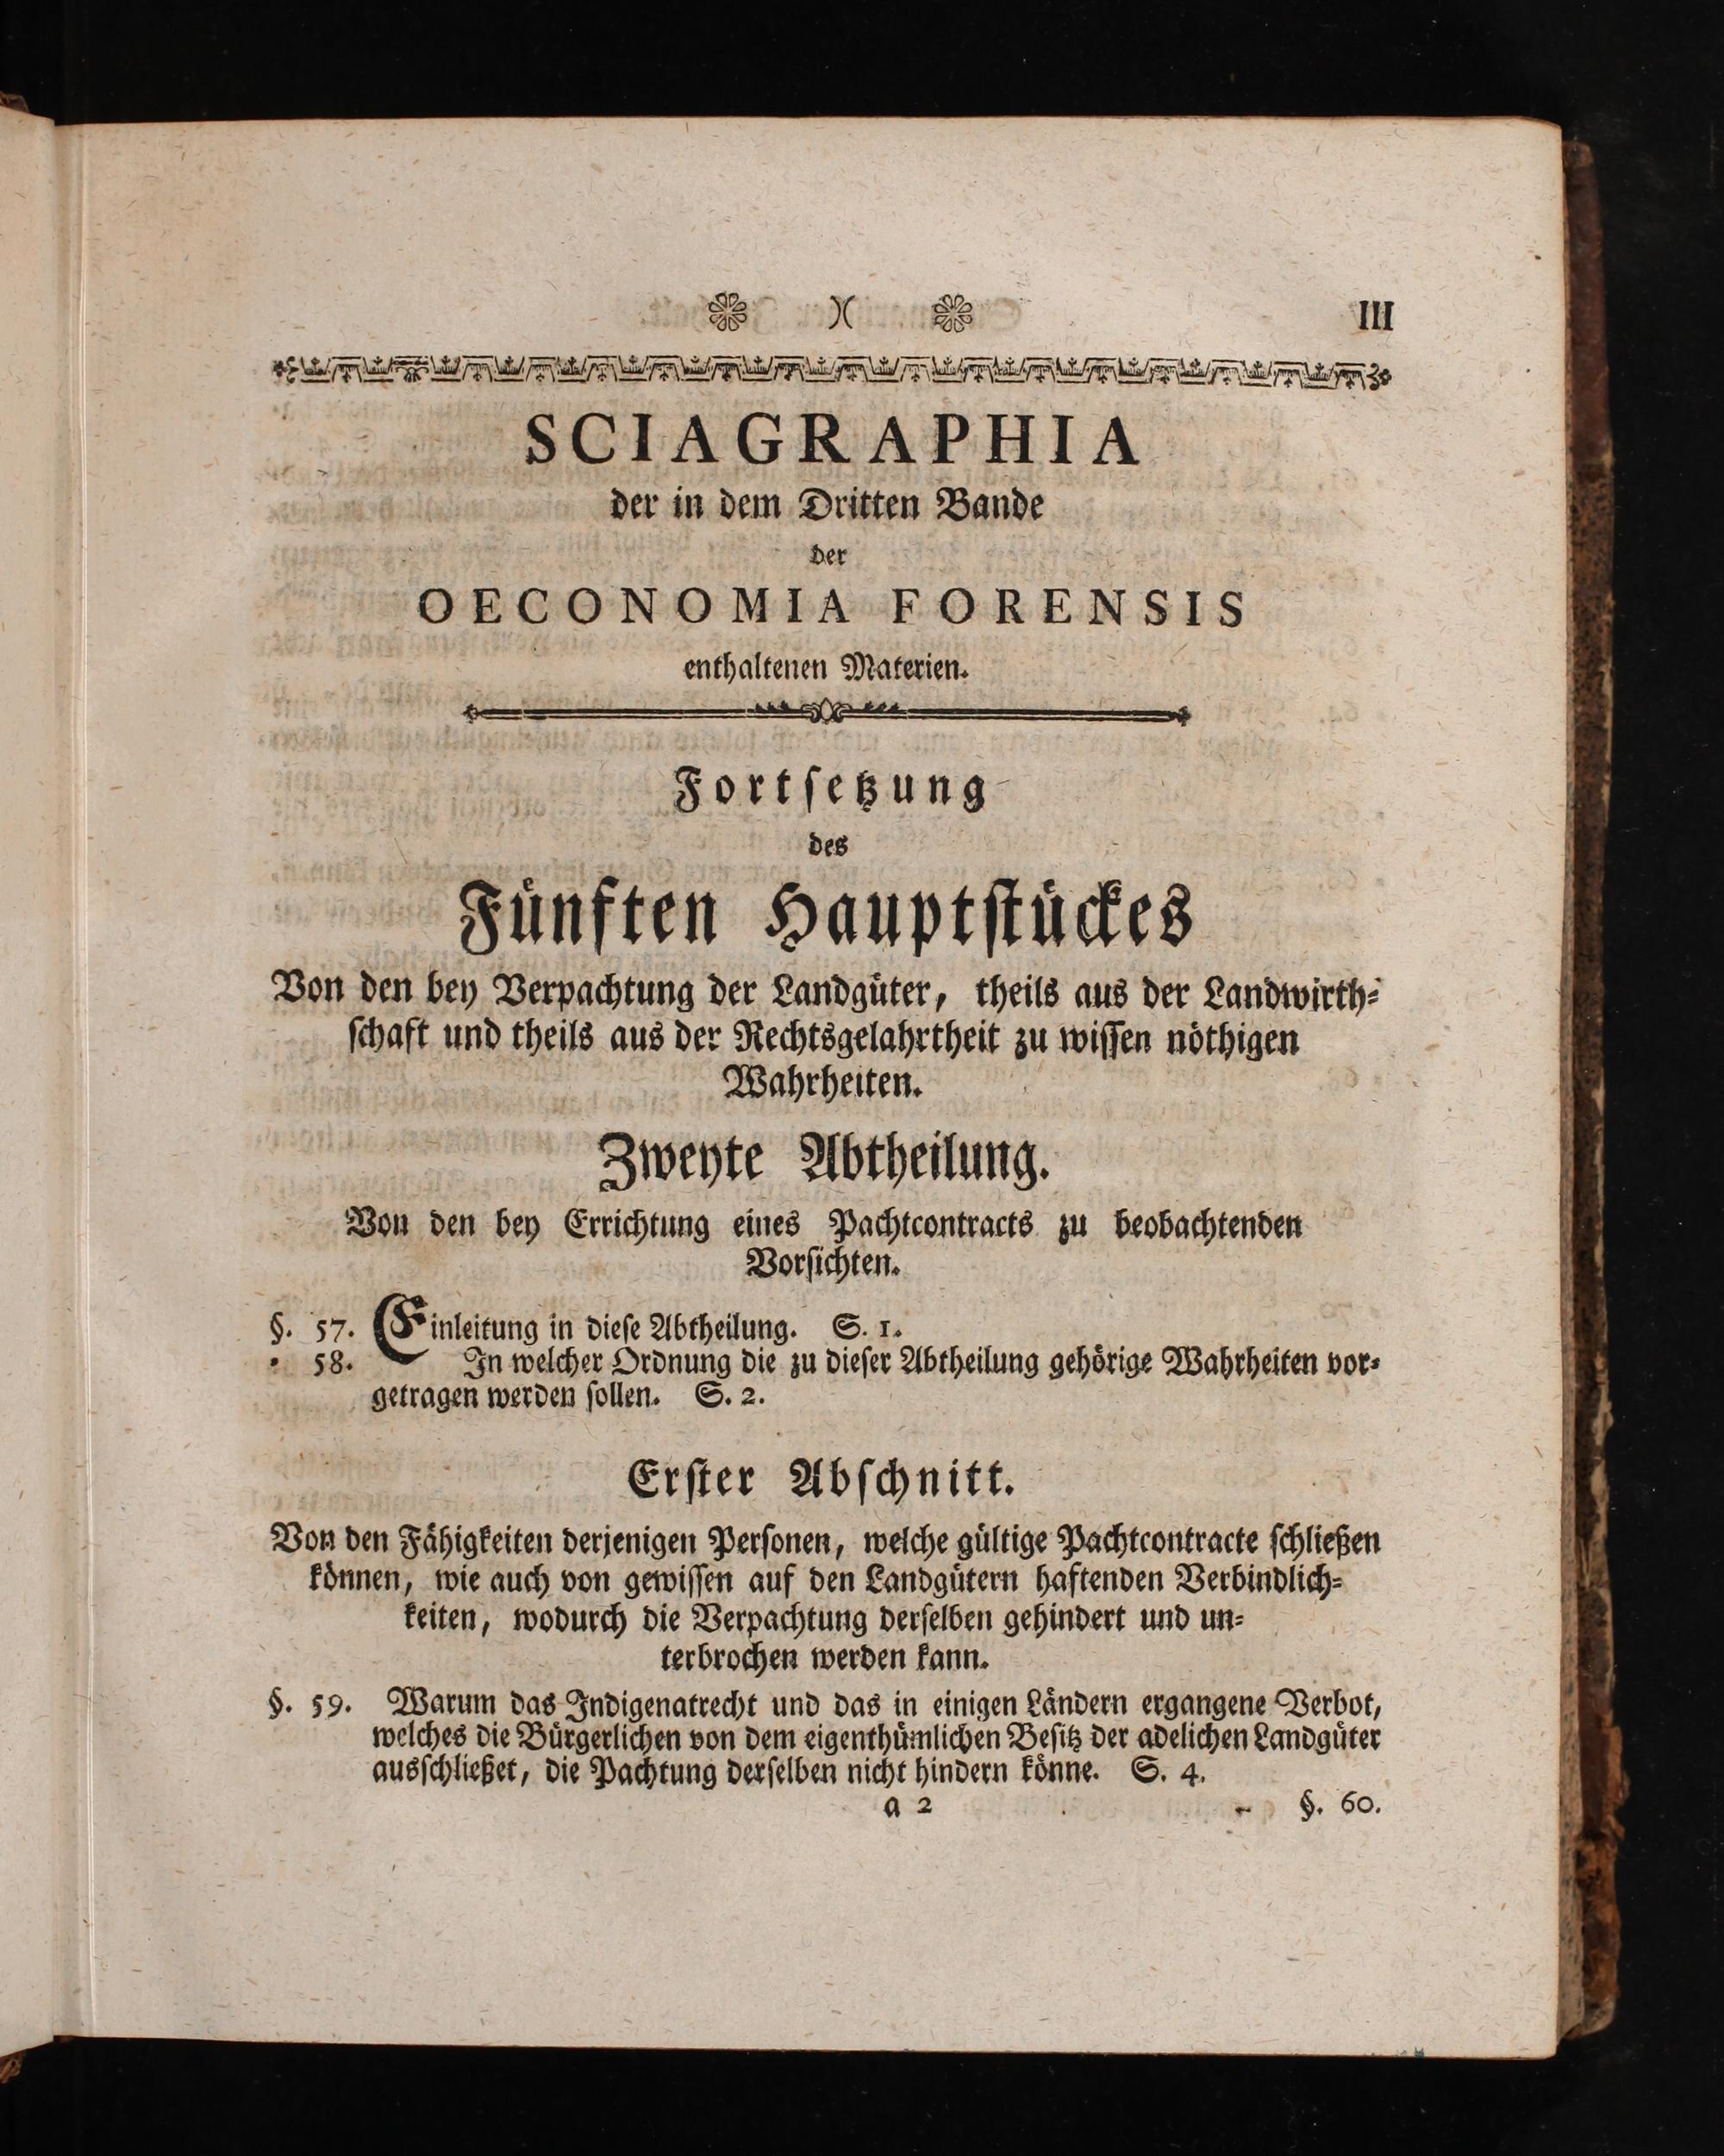 III
SCIAGRAPHIA
der in dem Dritten Bande
der
OECONOMIA FORENSIS
enthaltenen Materien.
Fortsetzung
des
Fünften Hauptstückes
Von den bey Verpachtung der Landgüter, theils aus der Landwirth-
schaft und theils aus der Rechtsgelahrtheit zu wissen nöthigen
Wahrheiten.
Zweyte Abtheilung.
Von den bey Errichtung eines Pachtcontracts zu beobachtenden
Vorsichten.
§. 57. Einleitung in diese Abtheilung. S. 1.
- 58. In welcher Ordnung die zu dieser Abtheilung gehörige Wahrheiten vor-
getragen werden sollen. S. 2.
Erster Abschnitt.
Von den Fähigkeiten derjenigen Personen, welche gültige Pachtcontracte schließen
können, wie auch von gewissen auf den Landgütern haftenden Verbindlich-
keiten, wodurch die Verpachtung derselben gehindert und un-
terbrochen werden kann.
§. 59. Warum das Indigenatrecht und das in einigen Ländern ergangene Verbot,
welches die Bürgerlichen von dem eigenthümlichen Besitz der adelichen Landgüter
ausschließet, die Pachtung derselben nicht hindern könne. S. 4.
a 2 §. 60.